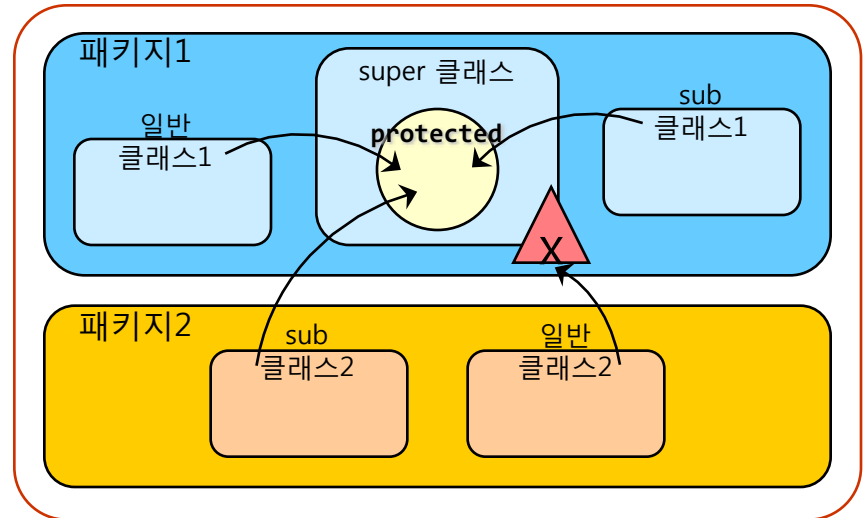 패키지1
super 클래스
protected
일반
클래스1
sub
클래스1
X
패키지2
sub
클래스2
일반
클래스2